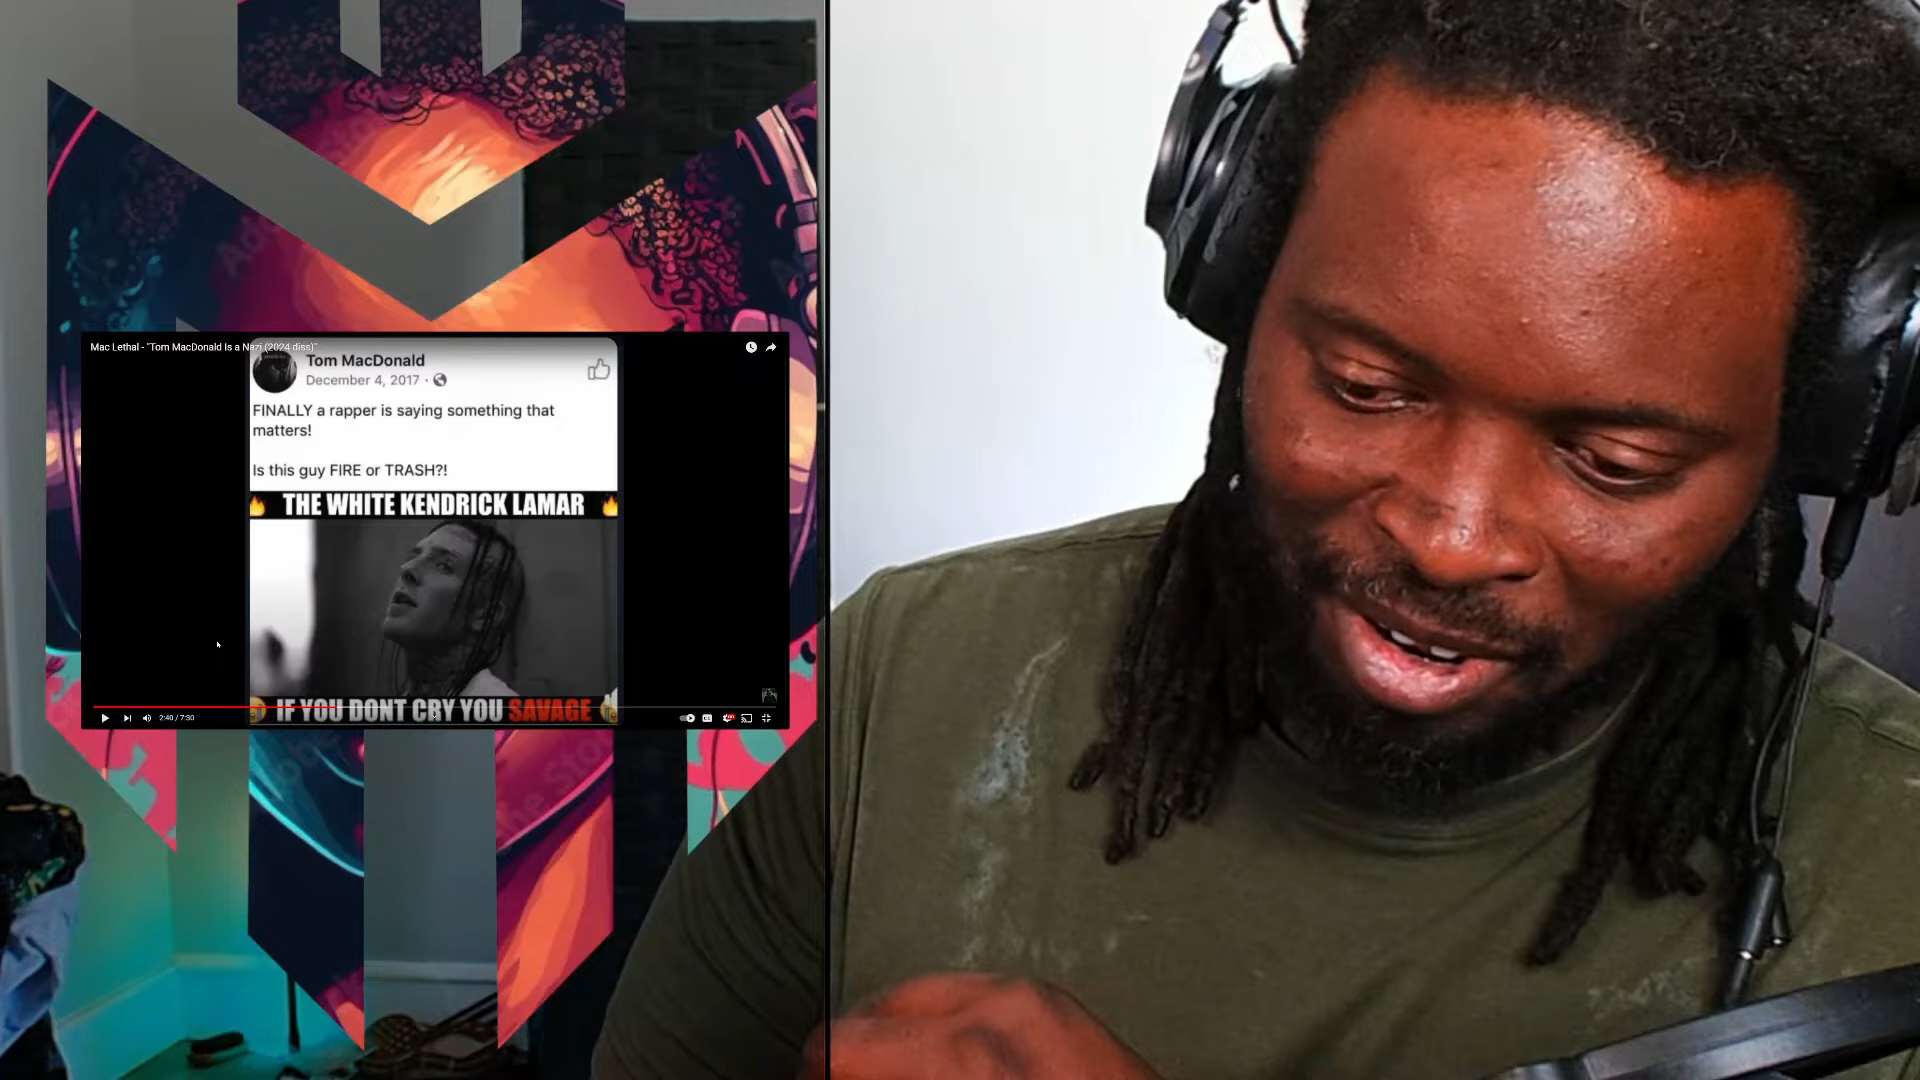 Mac Lethal - "Tom MacDonald Is a Nazi (2024 diss)"
Tom MacDonald
December 4, 2017 ·
FINALLY a rapper is saying something that
matters!
Is this guy FIRE or TRASH?!
THE WHITE KENDRICK LAMAR
IF YOU DONT CRY YOU SAVAGE
2:40 / 7:30